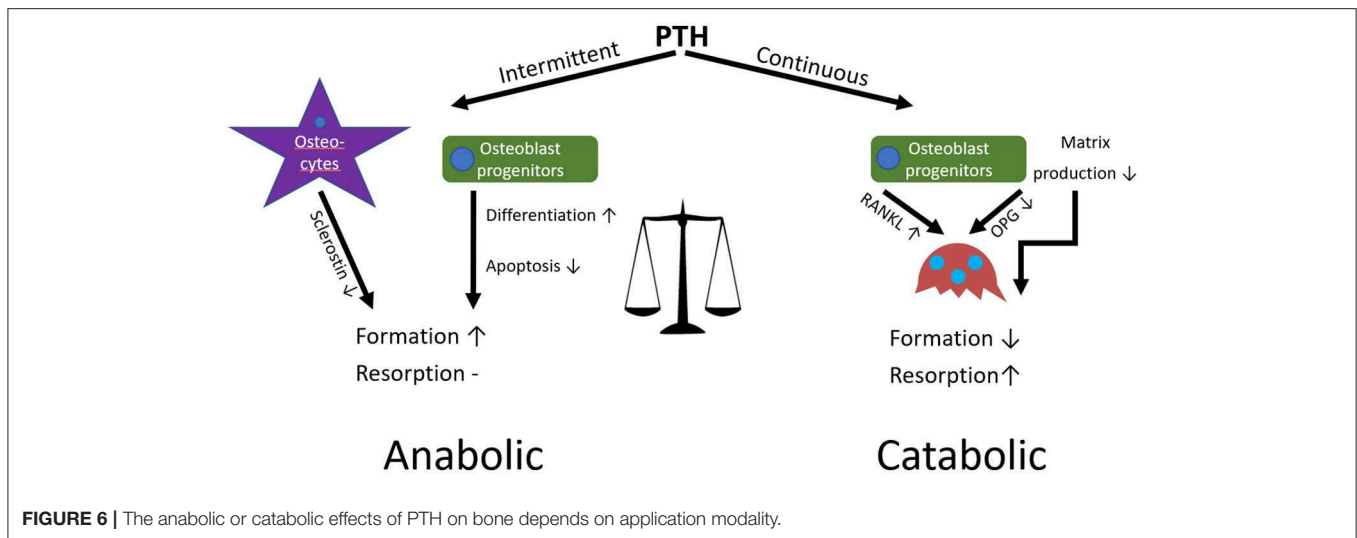 PTH
Intermittent
Continuous
Osteo-
cytes
Osteoblast
progenitors
Sclerostin ↓
Differentiation ↑
Apoptosis ↓
Formation ↑
Resorption -
Anabolic
Osteoblast
progenitors
Matrix
production ↓
RANKL ↑
OPG ↓
Formation ↓
Resorption↑
Catabolic
FIGURE 6 | The anabolic or catabolic effects of PTH on bone depends on application modality.